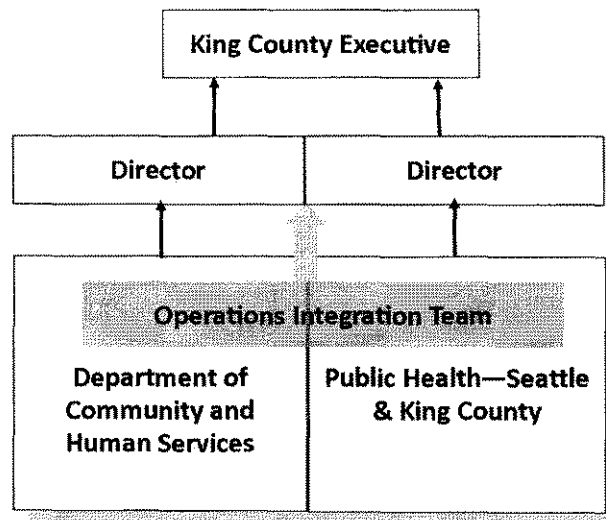 King County Executive
Director
Director
Operations Integration Team
Department of
Community and
Human Services
Public Health—Seattle
& King County